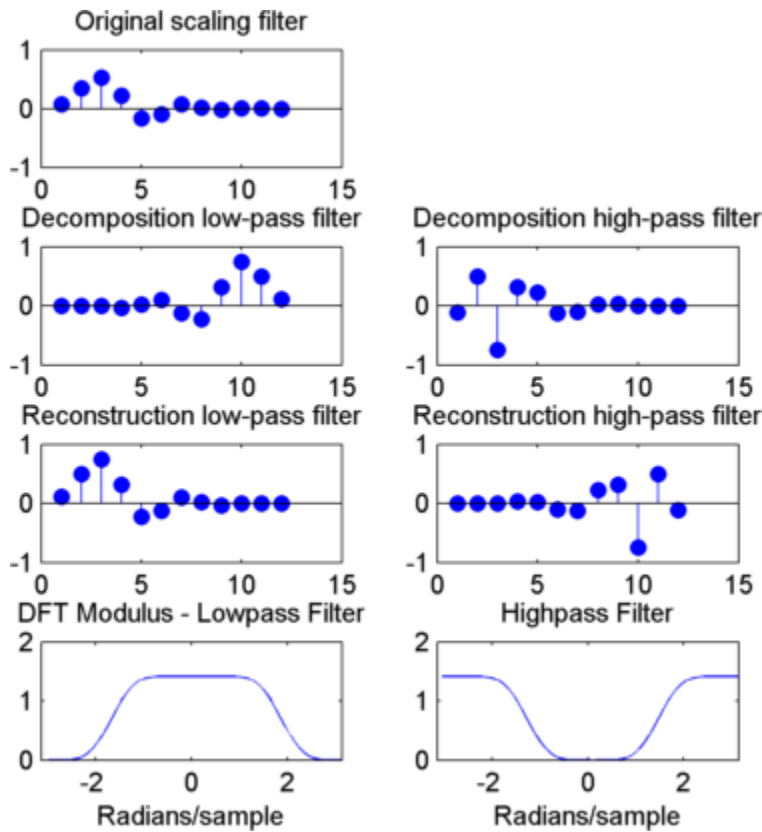 Original scaling filter
1
0
-1
0 5 10 15
Decomposition low-pass filter
1
0
-1
0 5 10 15
Decomposition high-pass filter
1
0
-1
0 5 10 15
Reconstruction low-pass filter
1
0
-1
0 5 10 15
Reconstruction high-pass filter
1
0
-1
0 5 10 15
DFT Modulus - Lowpass Filter
2
1
0
-2 0 2
Radians/sample
Highpass Filter
2
1
0
-2 0 2
Radians/sample